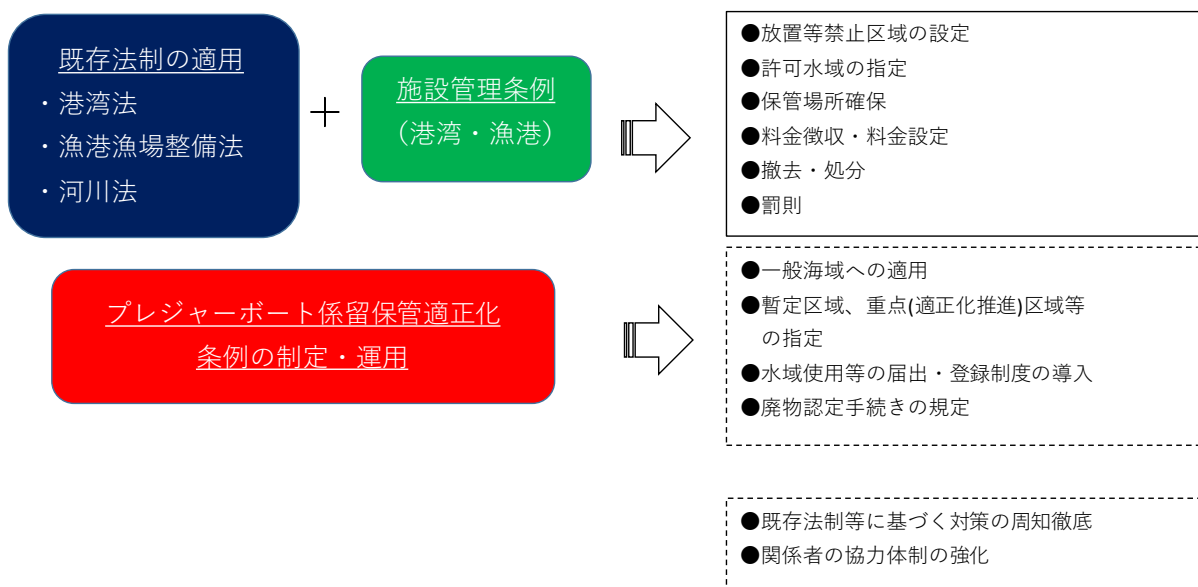 既存法制の適用
・港湾法
・漁港漁場整備法
・河川法
＋
施設管理条例
（港湾・漁港）
●放置等禁止区域の設定
●許可水域の指定
●保管場所確保
●料金徴収・料金設定
●撤去・処分
●罰則
プレジャーボート係留保管適正化
条例の制定・運用
●一般海域への適用
●暫定区域、重点(適正化推進)区域等
の指定
●水域使用等の届出・登録制度の導入
●廃物認定手続きの規定
●既存法制等に基づく対策の周知徹底
●関係者の協力体制の強化